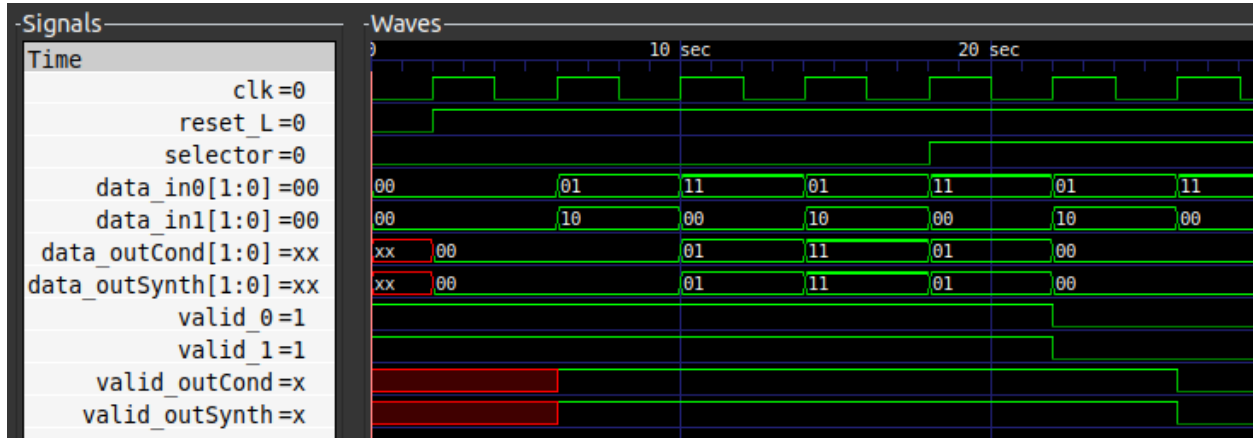 Signals Waves
Time 0 10 sec 20 sec
clk=0
reset_L=0
selector=0
data_in0[1:0]=00 00 01 11 01 11 01 11
data_in1[1:0]=00 00 10 00 10 00 10 00
data_outCond[1:0]=xx xx 00 01 11 01 00
data_outSynth[1:0]=xx xx 00 01 11 01 00
valid_0=1
valid_1=1
valid_outCond=x
valid_outSynth=x